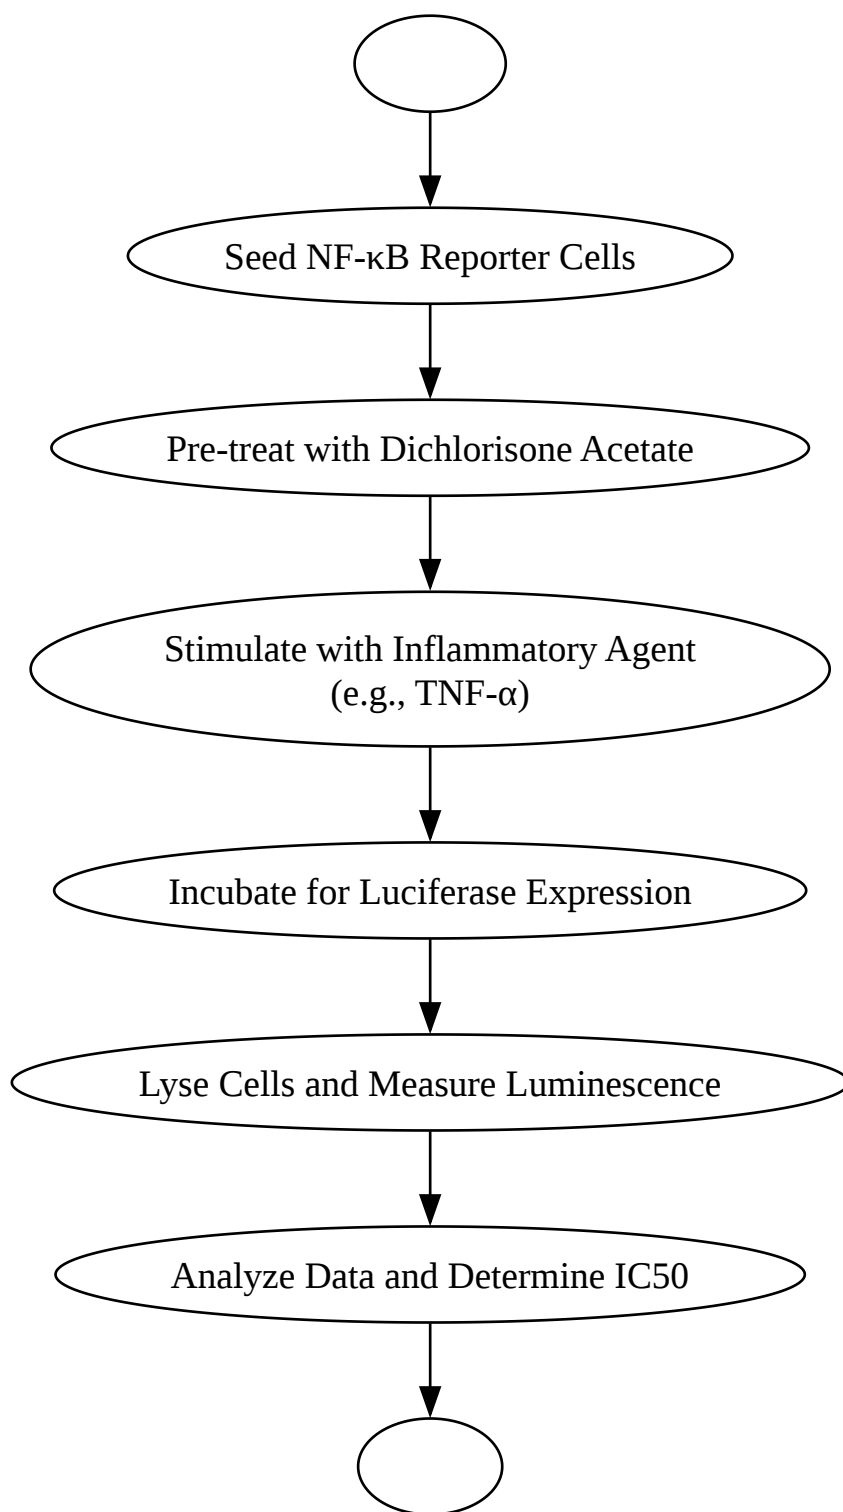 Seed NF-κB Reporter Cells
Pre-treat with Dichlorisone Acetate
Stimulate with Inflammatory Agent
(e.g., TNF-α)
Incubate for Luciferase Expression
Lyse Cells and Measure Luminescence
Analyze Data and Determine IC50